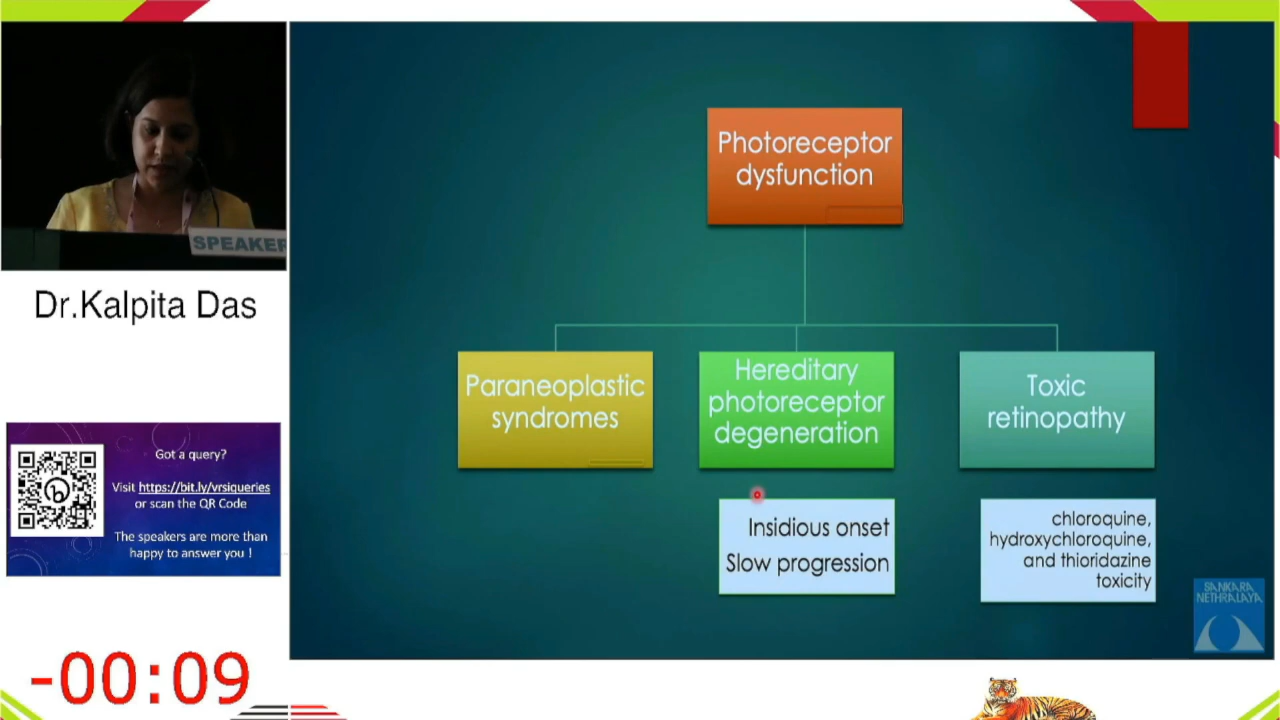 SPEAKER
Dr.Kalpita Das
Got a query?
Visit https://bit.ly/vrsiqueries
or scan the QR Code
The speakers are more than
happy to answer you !
-00:09
Photoreceptor
dysfunction
Paraneoplastic
syndromes
Hereditary
photoreceptor
degeneration
Toxic
retinopathy
Insidious onset
Slow progression
chloroquine,
hydroxychloroquine,
and thioridazine
toxicity
SANKARA
NETHRALAYA